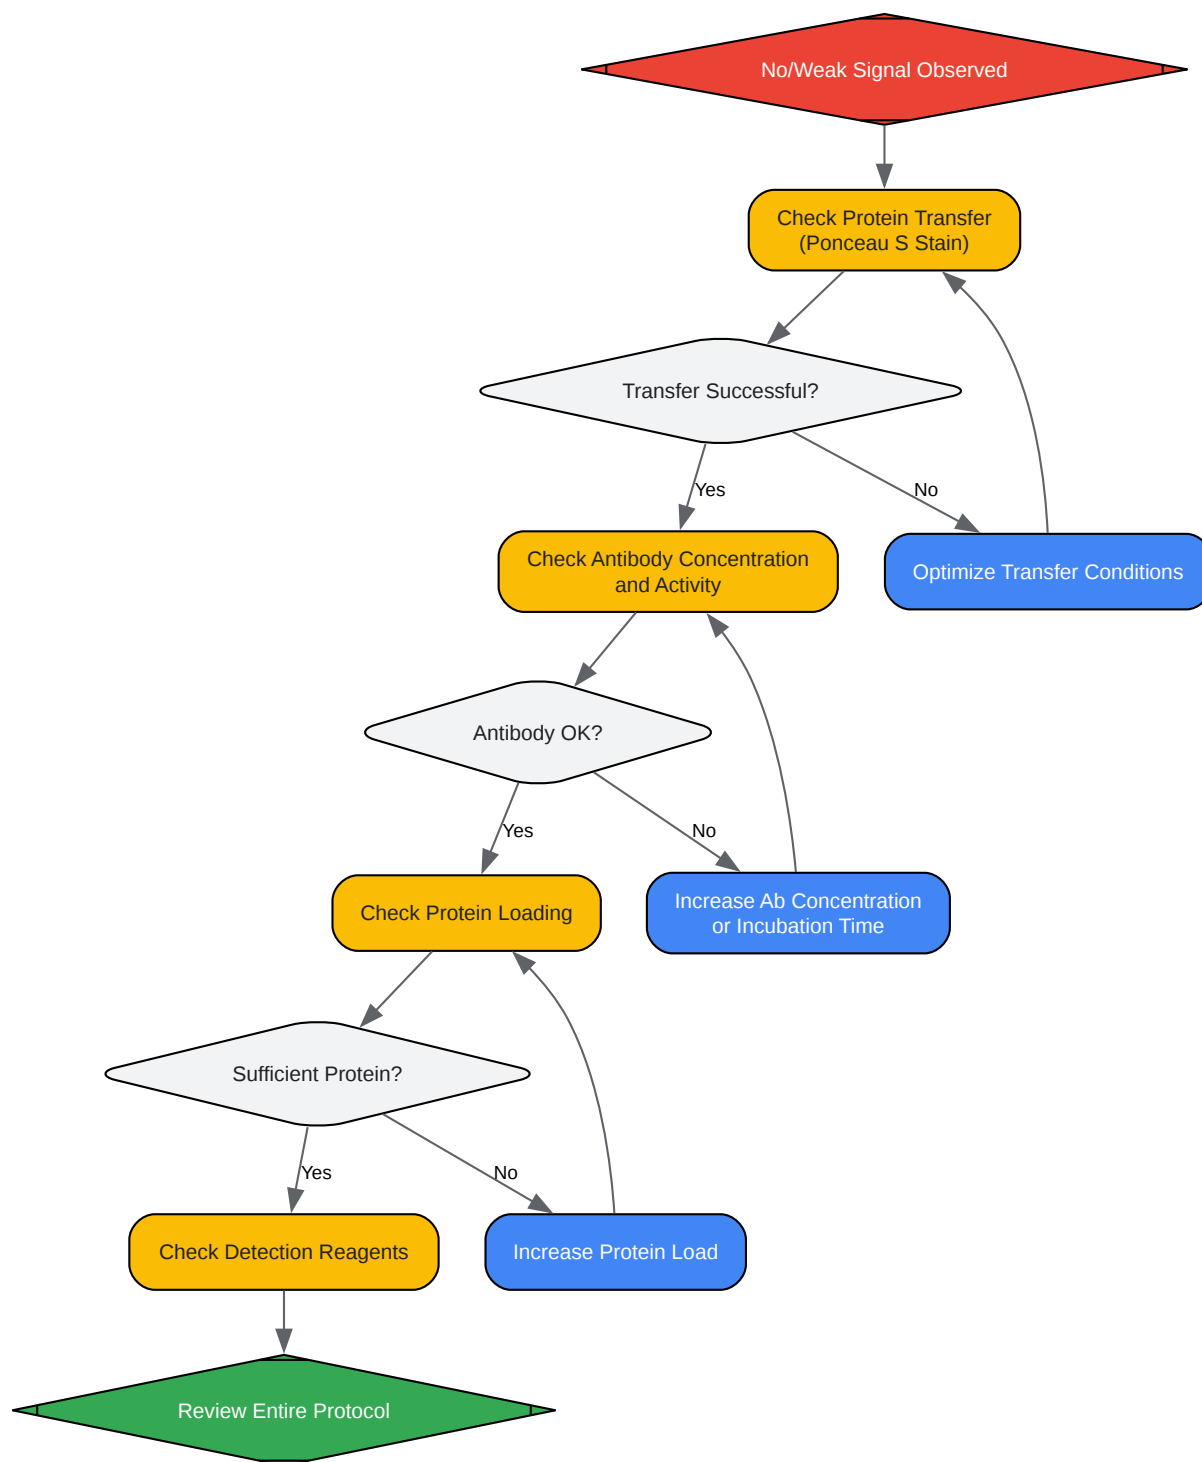 No/Weak Signal Observed
Check Protein Transfer
(Ponceau S Stain)
Transfer Successful?
Yes
No
Check Antibody Concentration
and Activity
Optimize Transfer Conditions
Antibody OK?
Yes
No
Check Protein Loading
Increase Ab Concentration
or Incubation Time
Sufficient Protein?
Yes
No
Check Detection Reagents
Increase Protein Load
Review Entire Protocol